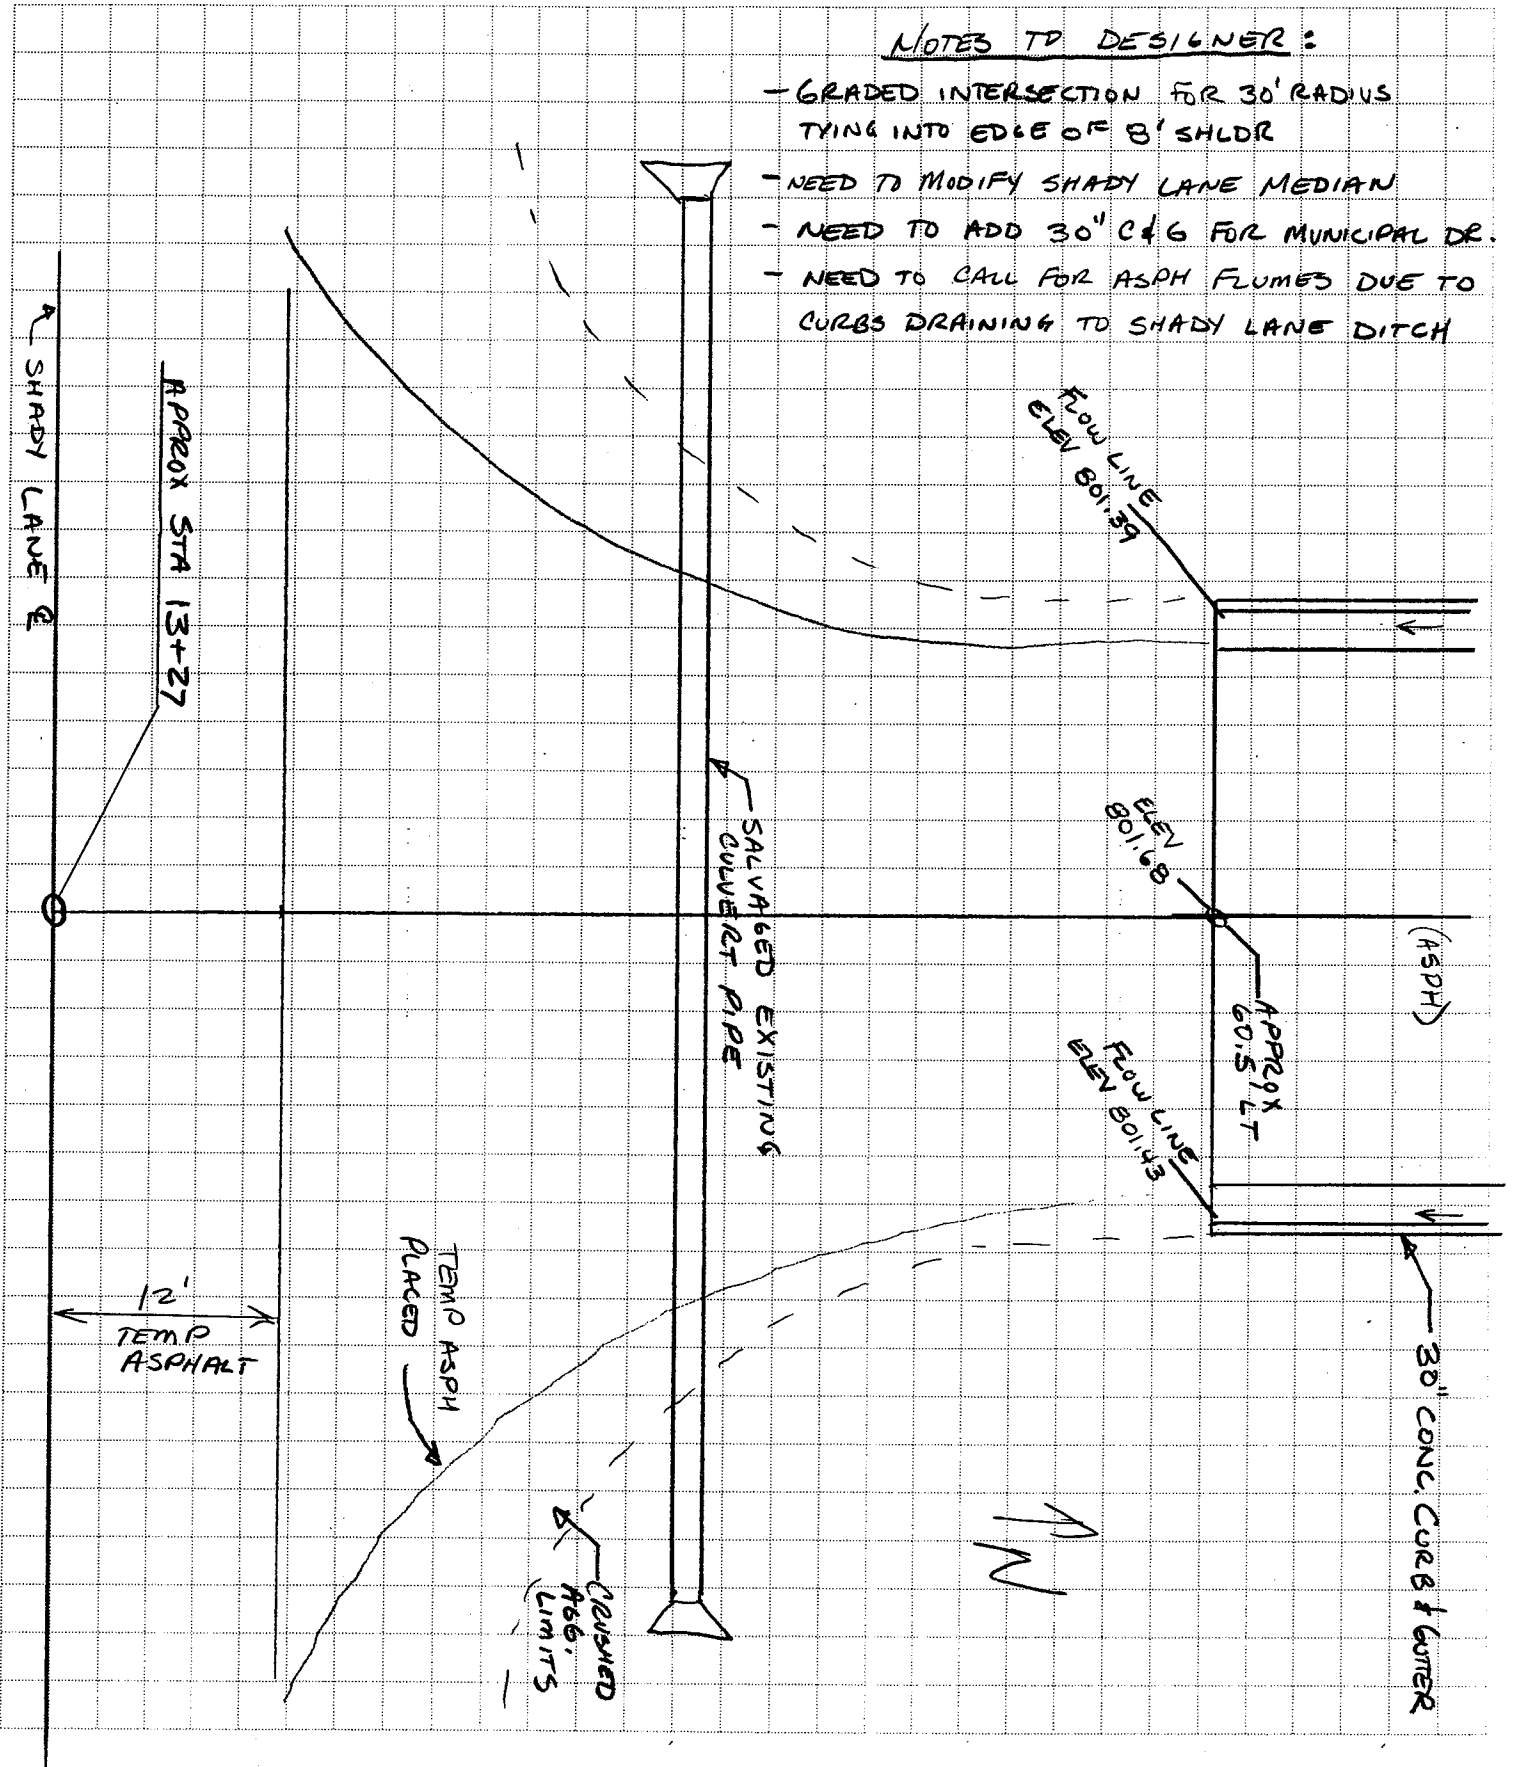 NOTES TO DESIGNER:
- GRADED INTERSECTION FOR 30' RADIUS
TYING INTO EDGE OF 8' SHLDR
- NEED TO MODIFY SHADY LANE MEDIAN
- NEED TO ADD 30" C&G FOR MUNICIPAL DR.
- NEED TO CALL FOR ASPH FLUMES DUE TO
CURBS DRAINING TO SHADY LANE DITCH
SHADY LANE ℄
APPROX STA 13+27
FLOW LINE
ELEV 801.39
SALVAGED EXISTING
CULVERT PIPE
ELEV
801.68
(ASPH)
APPROX
60.5' LT
FLOW LINE
ELEV 801.43
12'
TEMP
ASPHALT
TEMP ASPH
PLACED
CRUSHED
AGG.
LIMITS
N
30" CONC. CURB & GUTTER